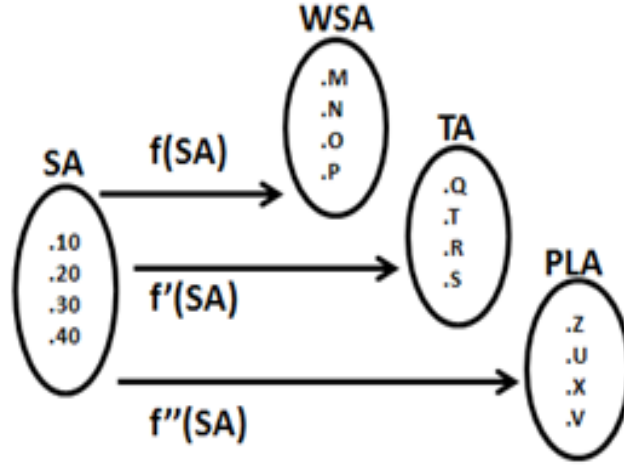 WSA
.M
.N
.O
.P
TA
.Q
.T
.R
.S
PLA
.Z
.U
.X
.V
SA
.10
.20
.30
.40
f(SA)
f'(SA)
f''(SA)